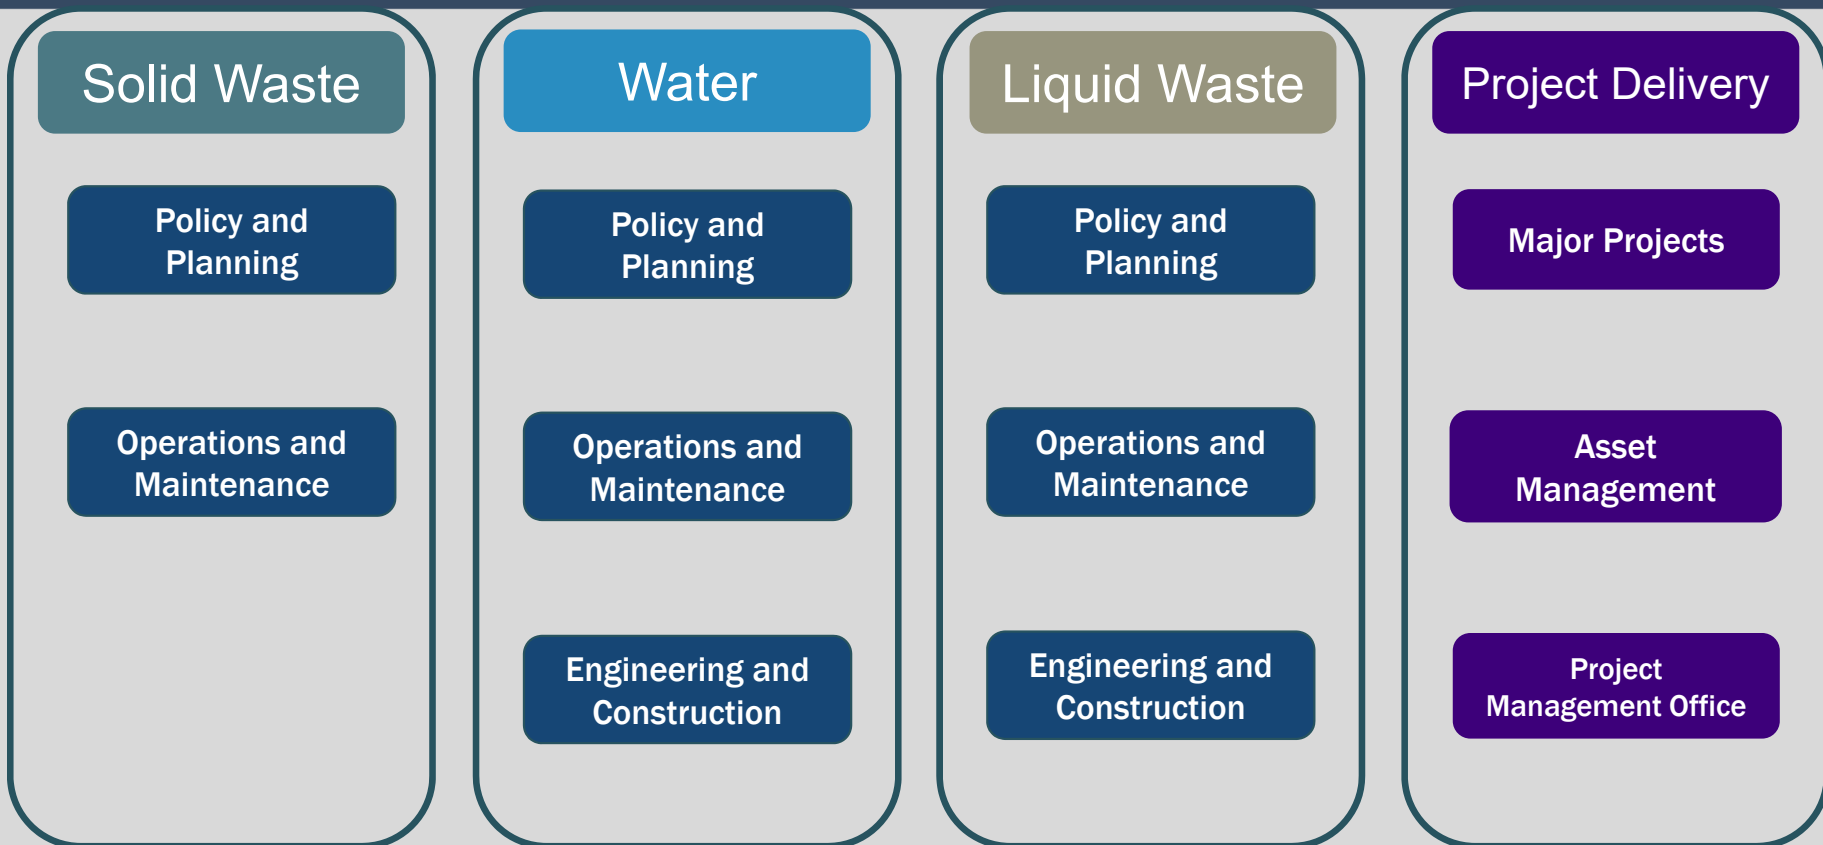 Solid Waste
Policy and
Planning
Operations and
Maintenance
Water
Policy and
Planning
Operations and
Maintenance
Engineering and
Construction
Liquid Waste
Policy and
Planning
Operations and
Maintenance
Engineering and
Construction
Project Delivery
Major Projects
Asset
Management
Project
Management Office